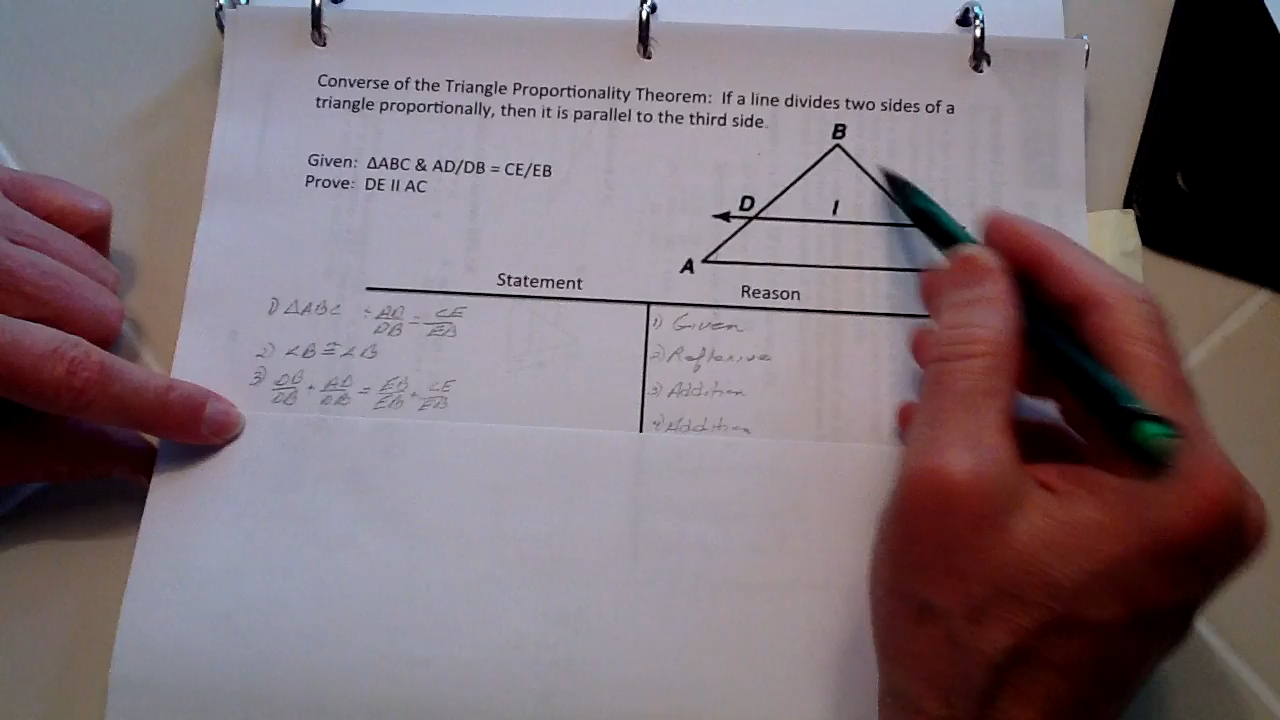 Converse of the Triangle Proportionality Theorem: If a line divides two sides of a
triangle proportionally, then it is parallel to the third side.
Given: ΔABC & AD/DB = CE/EB
Prove: DE II AC
B
D
l
A
Statement
Reason
1) ΔABC ÷ AD/DB = CE/EB
1) Given
2) ∠B ≅ ∠B
2) Reflexive
3) DB/DB + AD/DB = EB/EB + CE/EB
3) Addition
4) Addition